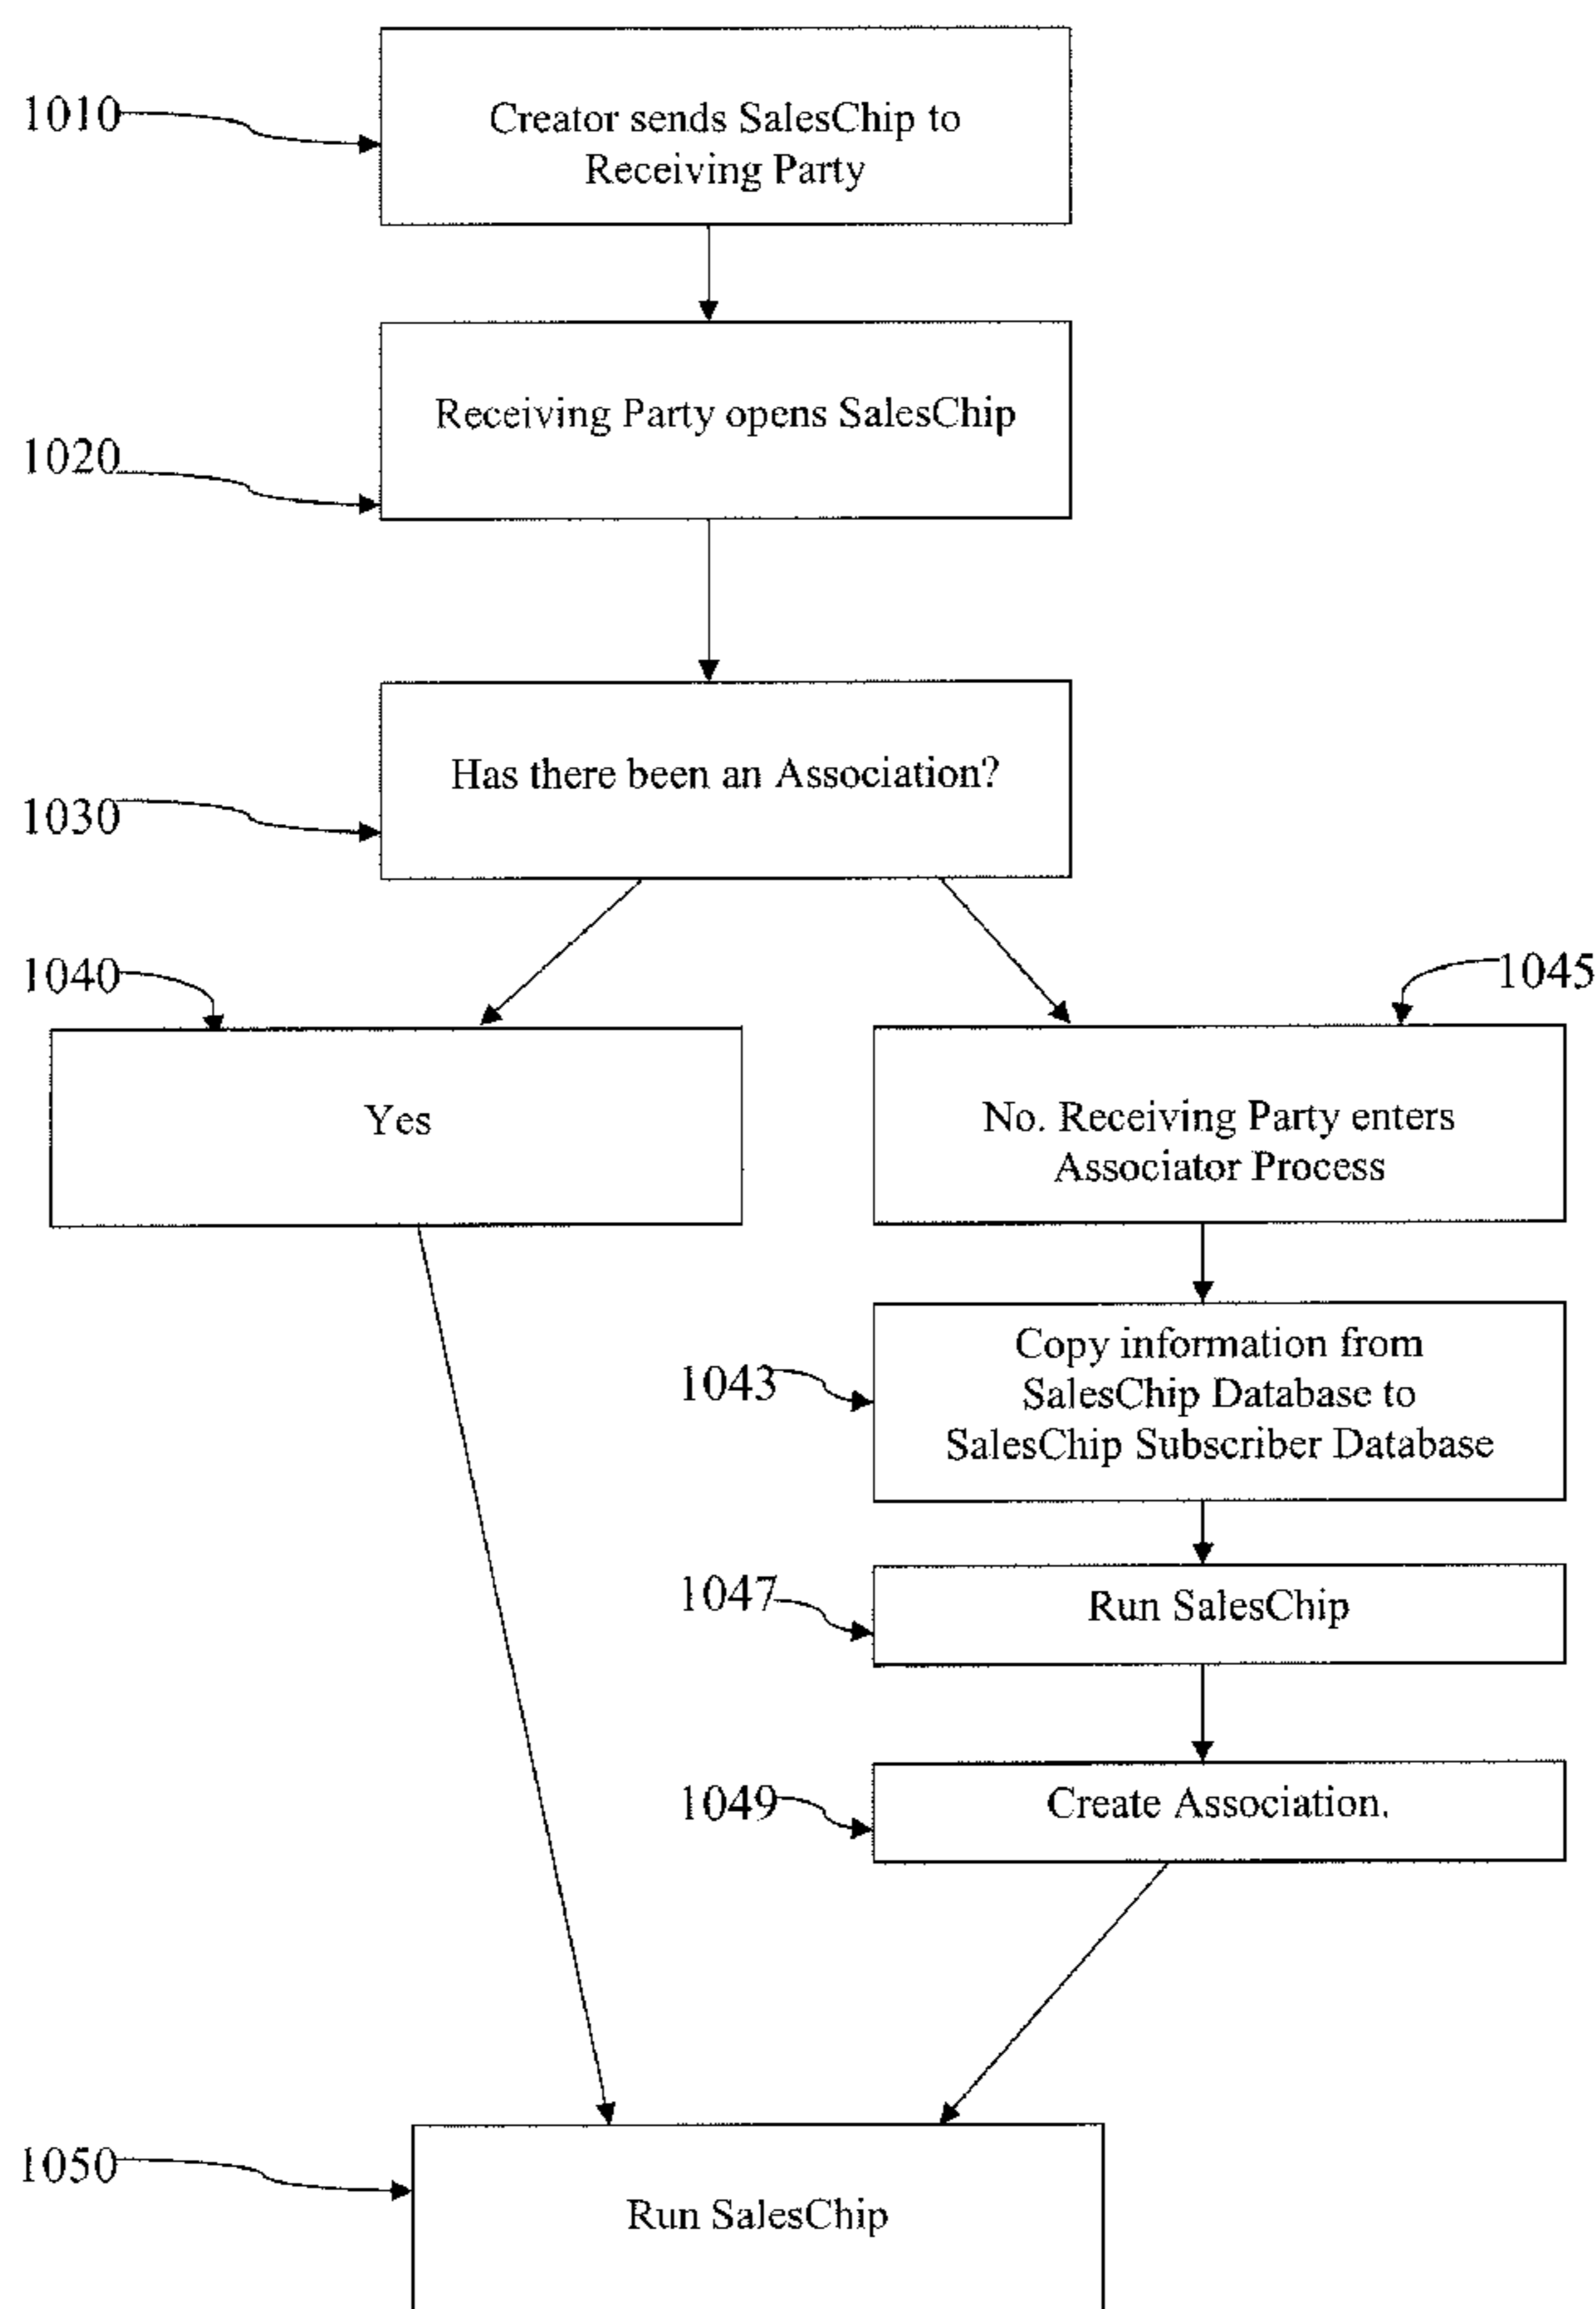 1010
Creator sends SalesChip to
Receiving Party
Receiving Party opens SalesChip
1020
Has there been an Association?
1030
1040
1045
Yes
No. Receiving Party enters
Associator Process
1043
Copy information from
SalesChip Database to
SalesChip Subscriber Database
1047
Run SalesChip
1049
Create Association.
1050
Run SalesChip